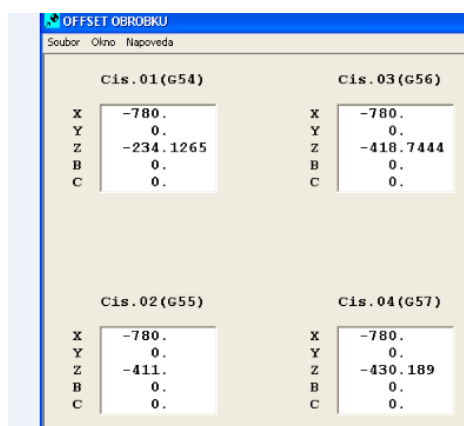 OFFSET OBROBKU
Soubor Okno Napoveda
Cis.01(G54) Cis.03(G56)
X -780. X -780.
Y 0. Y 0.
Z -234.1265 Z -418.7444
B 0. B 0.
C 0. C 0.
Cis.02(G55) Cis.04(G57)
X -780. X -780.
Y 0. Y 0.
Z -411. Z -430.189
B 0. B 0.
C 0. C 0.